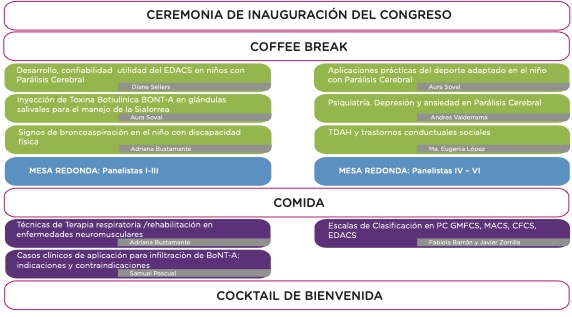 CEREMONIA DE INAUGURACIÓN DEL CONGRESO
COFFEE BREAK
Desarrollo, confiabilidad utilidad del EDACS en niños con
Parálisis Cerebral
Diane Sellers
Inyección de Toxina Botiulínica BONT-A en glándulas
salivales para el manejo de la Sialorrea
Aura Soval
Signos de broncoaspiración en el niño con discapacidad
física
Adriana Bustamante
MESA REDONDA: Panelistas I-III
Aplicaciones prácticas del deporte adaptado en el niño
con Parálisis Cerebral
Aura Soval
Psiquiatría. Depresión y ansiedad en Parálisis Cerebral
Andres Valderrama
TDAH y trastornos conductuales sociales
Ma. Eugenia López
MESA REDONDA: Panelistas IV – VI
COMIDA
Técnicas de Terapia respiratoria /rehabilitación en
enfermedades neuromusculares
Adriana Bustamante
Casos clínicos de aplicación para infiltraciòn de BoNT-A:
indicaciones y contraindicaciones
Samuel Pascual
Escalas de Clasificación en PC GMFCS, MACS, CFCS,
EDACS
Fabiola Barrón y Javier Zorrilla
COCKTAIL DE BIENVENIDA